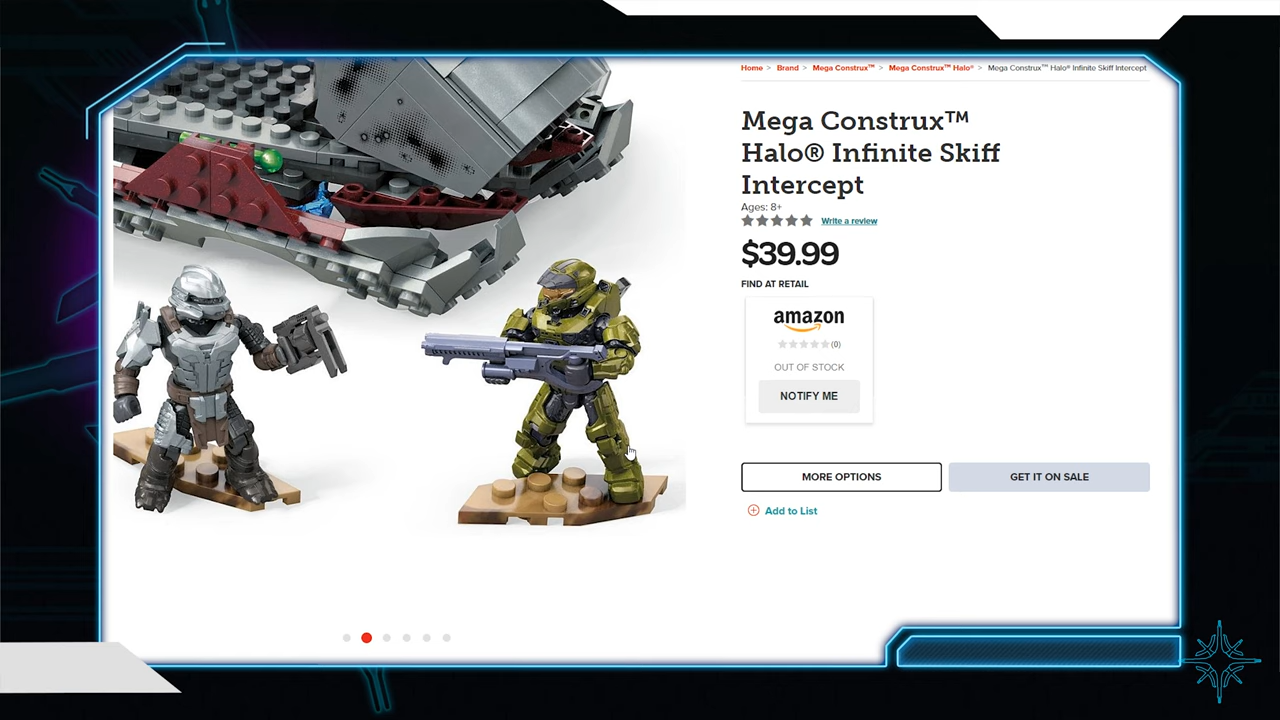 Home > Brand > Mega Construx™ > Mega Construx™ Halo® > Mega Construx™ Halo® Infinite Skiff Intercept
Mega Construx™
Halo® Infinite Skiff
Intercept
Ages: 8+
Write a review
$39.99
FIND AT RETAIL
amazon
(0)
OUT OF STOCK
NOTIFY ME
MORE OPTIONS
GET IT ON SALE
Add to List